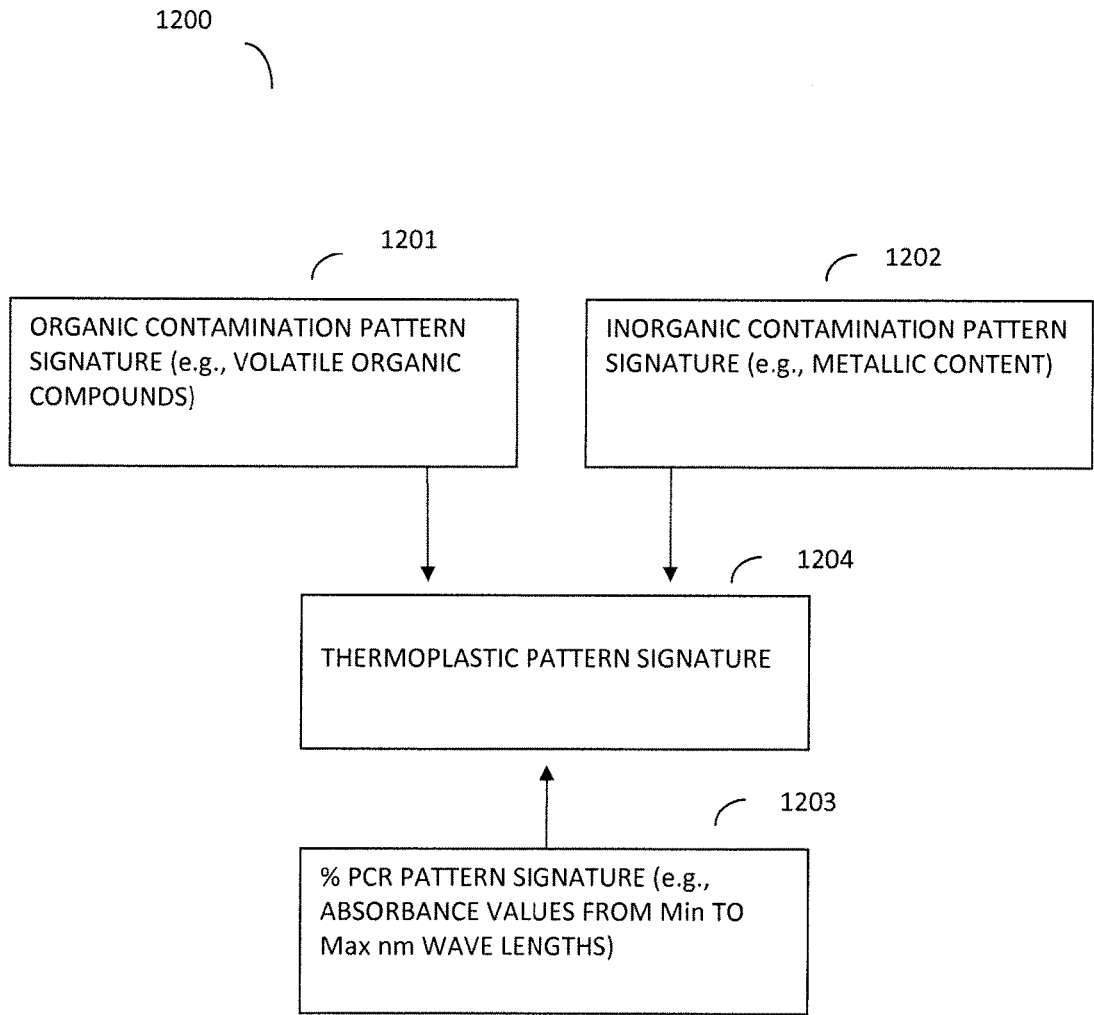 1200
1201
1202
ORGANIC CONTAMINATION PATTERN
SIGNATURE (e.g., VOLATILE ORGANIC
COMPOUNDS)
INORGANIC CONTAMINATION PATTERN
SIGNATURE (e.g., METALLIC CONTENT)
1204
THERMOPLASTIC PATTERN SIGNATURE
1203
% PCR PATTERN SIGNATURE (e.g.,
ABSORBANCE VALUES FROM Min TO
Max nm WAVE LENGTHS)